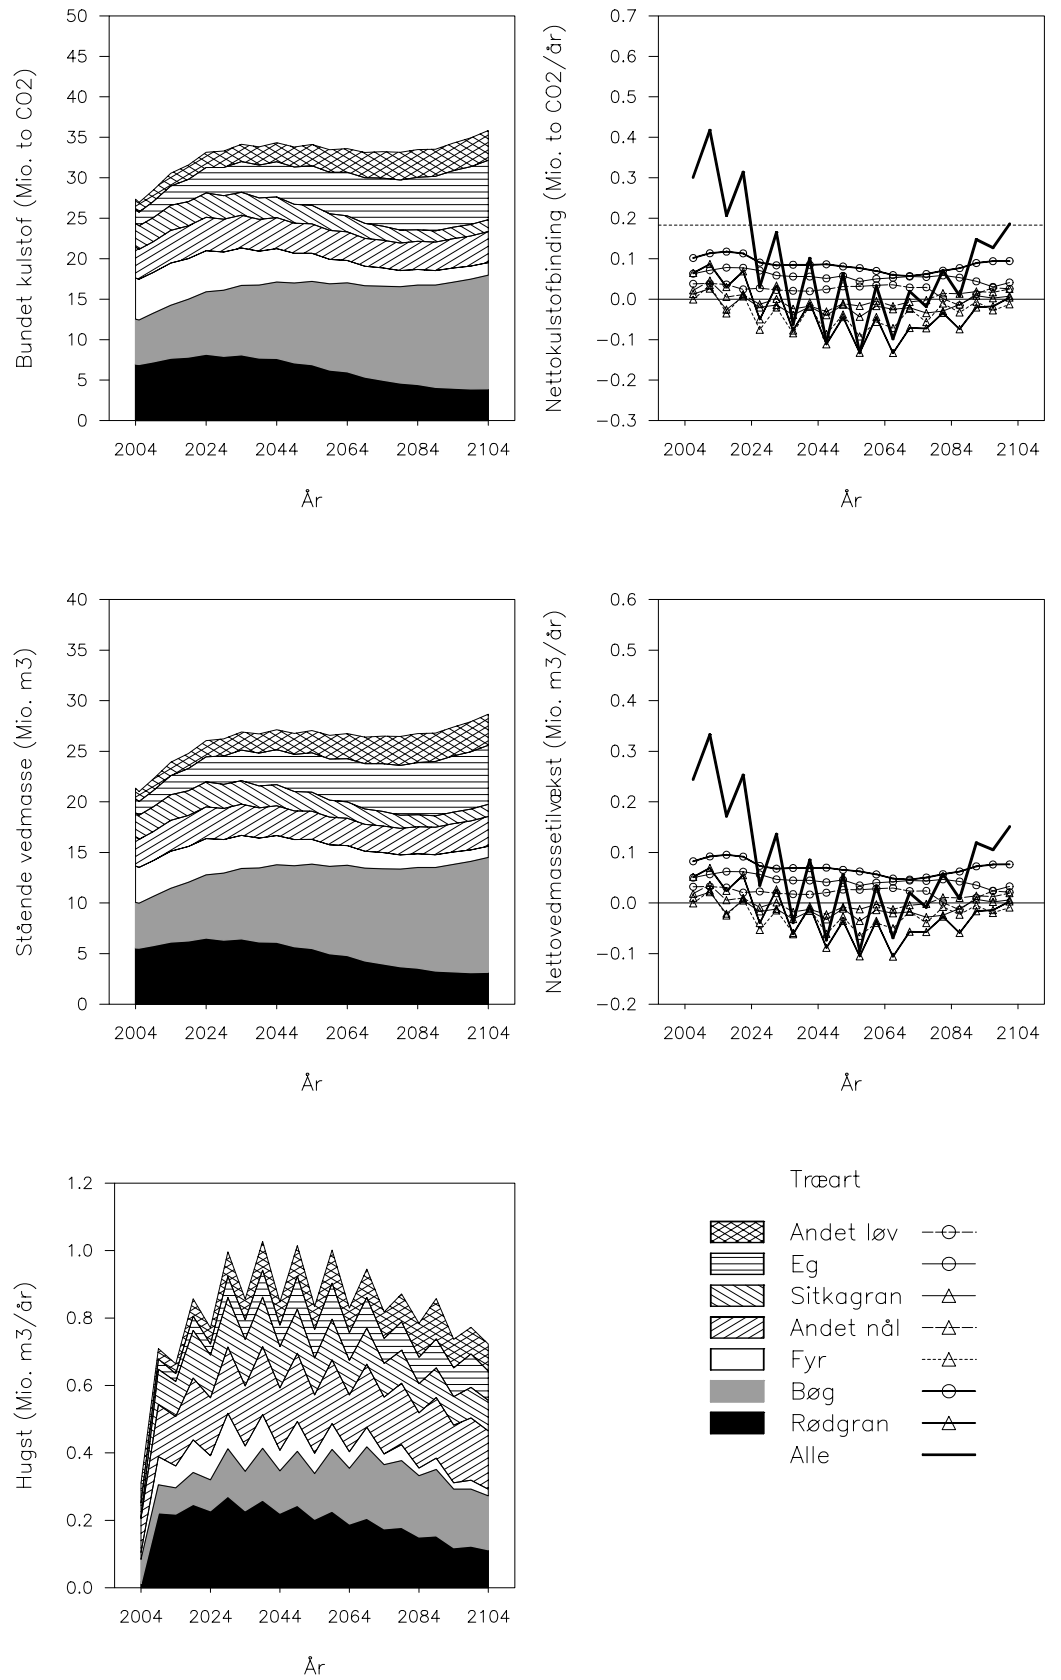 Bundet kulstof (Mio. to CO2)
50
45
40
35
30
25
20
15
10
5
0
2004 2024 2044 2064 2084 2104
År
Nettokulstofbinding (Mio. to CO2/år)
0.7
0.6
0.5
0.4
0.3
0.2
0.1
0.0
−0.1
−0.2
−0.3
2004 2024 2044 2064 2084 2104
År
Stående vedmasse (Mio. m3)
40
35
30
25
20
15
10
5
0
2004 2024 2044 2064 2084 2104
År
Nettovedmassetilvækst (Mio. m3/år)
0.6
0.5
0.4
0.3
0.2
0.1
0.0
−0.1
−0.2
2004 2024 2044 2064 2084 2104
År
Hugst (Mio. m3/år)
1.2
1.0
0.8
0.6
0.4
0.2
0.0
2004 2024 2044 2064 2084 2104
År
Træart
Andet løv
Eg
Sitkagran
Andet nål
Fyr
Bøg
Rødgran
Alle